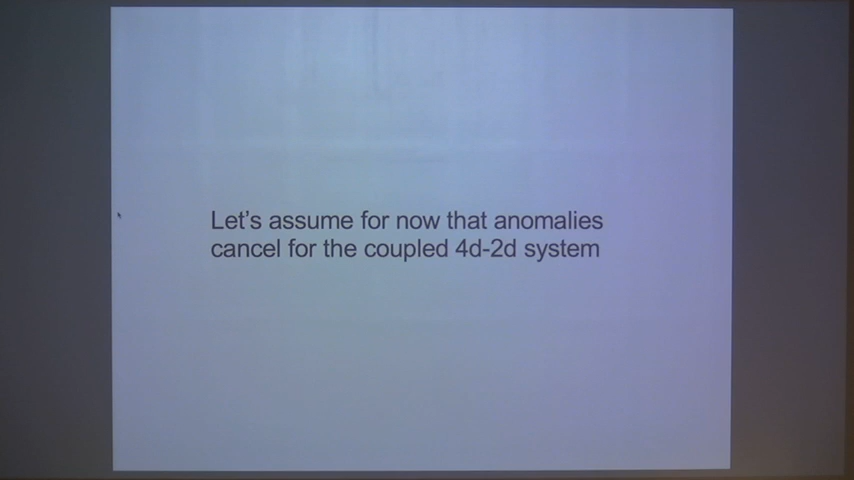 Let's assume for now that anomalies
cancel for the coupled 4d-2d system